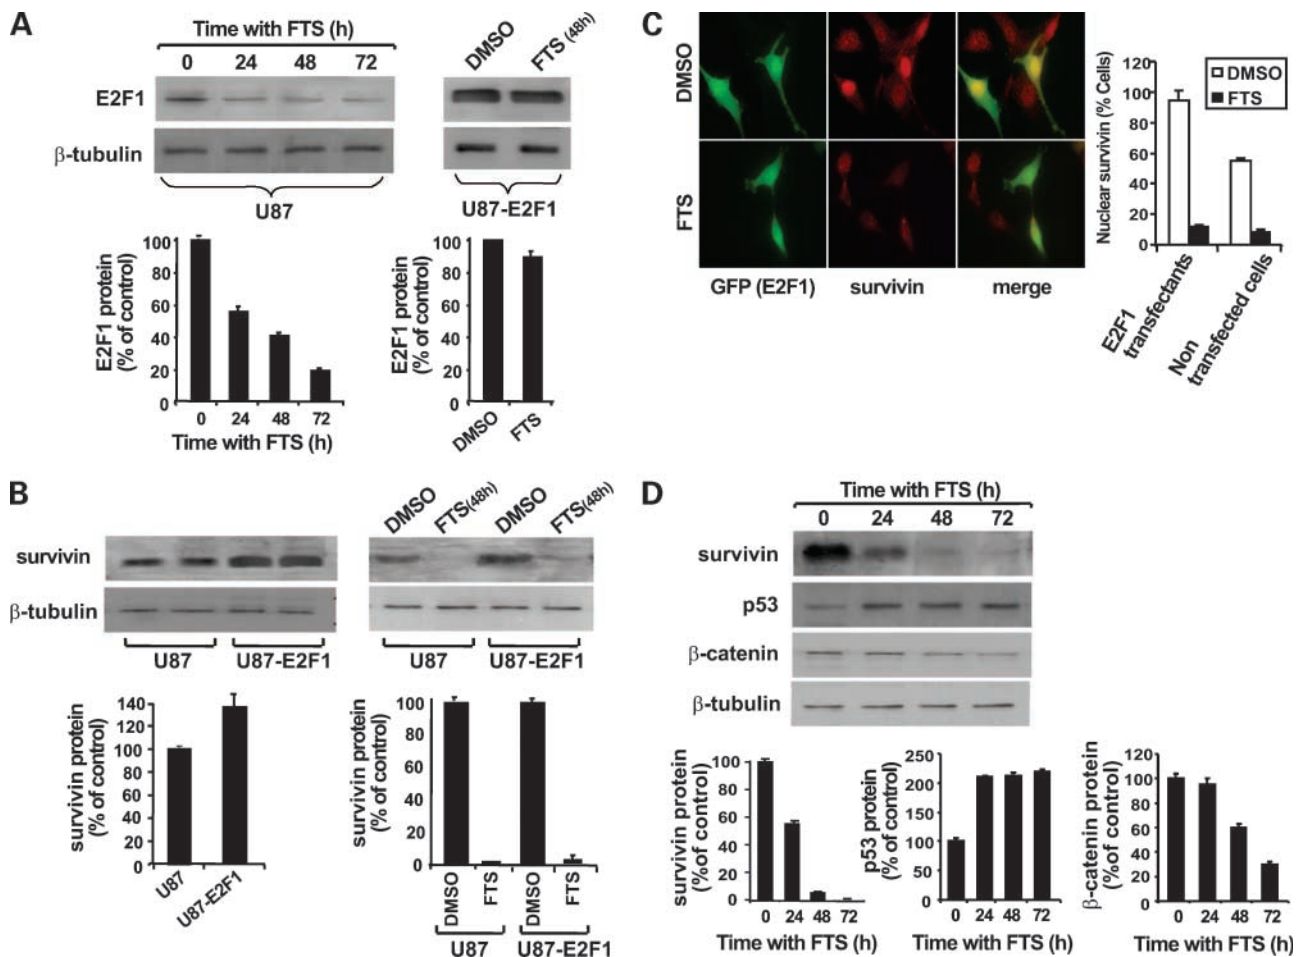 A
Time with FTS (h)
0 24 48 72
E2F1
β-tubulin
U87
DMSO
FTS (48h)
U87-E2F1
E2F1 protein
(% of control)
100
80
60
40
20
0
0 24 48 72
Time with FTS (h)
E2F1 protein
(% of control)
100
80
60
40
20
0
DMSO
FTS
B
survivin
β-tubulin
U87 U87-E2F1
DMSO
FTS(48h)
DMSO
FTS(48h)
U87 U87-E2F1
survivin protein
(% of control)
140
120
100
80
60
40
20
0
U87
U87-E2F1
survivin protein
(% of control)
100
80
60
40
20
0
DMSO
FTS
DMSO
FTS
U87
U87-E2F1
C
DMSO
FTS
GFP (E2F1) survivin merge
Nuclear survivin (% Cells)
120
100
80
60
40
20
0
DMSO
FTS
E2F1
transfectants
Non
transfected cells
D
Time with FTS (h)
0 24 48 72
survivin
p53
β-catenin
β-tubulin
survivin protein
(%of control)
100
80
60
40
20
0
0 24 48 72
Time with FTS (h)
p53 protein
(% of control)
250
200
150
100
50
0
0 24 48 72
Time with FTS (h)
β-catenin protein
(%of control)
120
100
80
60
40
20
0
0 24 48 72
Time with FTS (h)